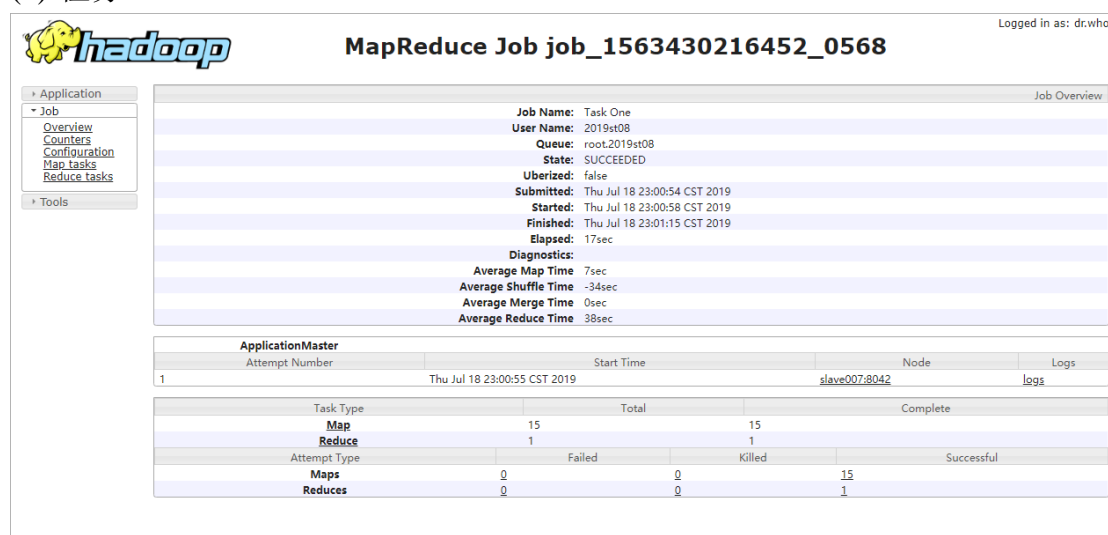 Logged in as: dr.who
hadoop
MapReduce Job job_1563430216452_0568
Application
Job
Overview
Counters
Configuration
Map tasks
Reduce tasks
Tools
Job Overview
Job Name: Task One
User Name: 2019st08
Queue: root.2019st08
State: SUCCEEDED
Uberized: false
Submitted: Thu Jul 18 23:00:54 CST 2019
Started: Thu Jul 18 23:00:58 CST 2019
Finished: Thu Jul 18 23:01:15 CST 2019
Elapsed: 17sec
Diagnostics:
Average Map Time 7sec
Average Shuffle Time -34sec
Average Merge Time 0sec
Average Reduce Time 38sec
ApplicationMaster
Attempt Number Start Time Node Logs
1 Thu Jul 18 23:00:55 CST 2019 slave007:8042 logs
Task Type Total Complete
Map 15 15
Reduce 1 1
Attempt Type Failed Killed Successful
Maps 0 0 15
Reduces 0 0 1